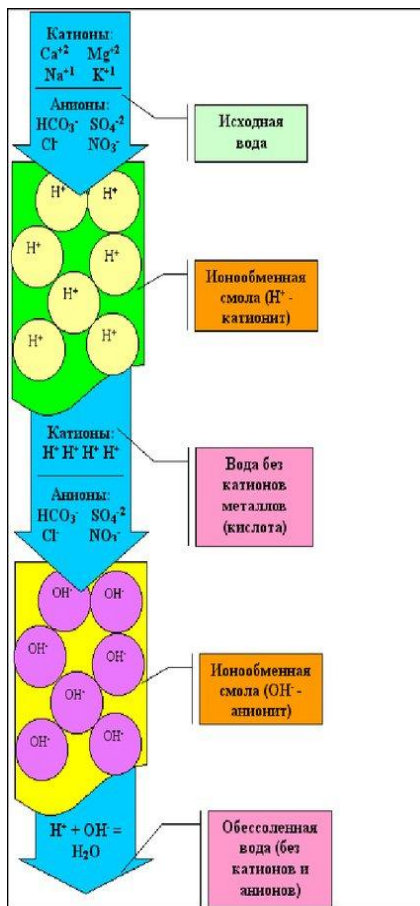 Катионы:
Ca⁺² Mg⁺²
Na⁺¹ K⁺¹
Анионы:
HCO₃⁻ SO₄⁻²
Cl⁻ NO₃⁻
Исходная
вода
H⁺
H⁺
H⁺
H⁺
H⁺
H⁺
H⁺
Ионообменная
смола (H⁺ -
катионит)
Катионы:
H⁺ H⁺ H⁺ H⁺
Анионы:
HCO₃⁻ SO₄⁻²
Cl⁻ NO₃⁻
Вода без
катионов
металлов
(кислота)
OH⁻
OH⁻
OH⁻
OH⁻
OH⁻
OH⁻
OH⁻
Ионообменная
смола (OH⁻ -
анионит)
H⁺ + OH⁻ =
H₂O
Обессоленная
вода (без
катионов и
аннонов)